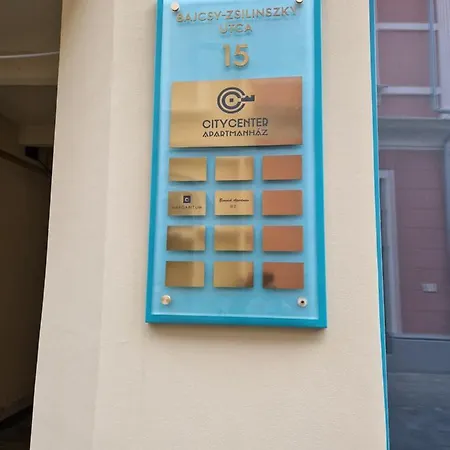 BAJCSY-ZSILINSZKY
UTCA
15
CITYCENTER
APARTMANHÁZ